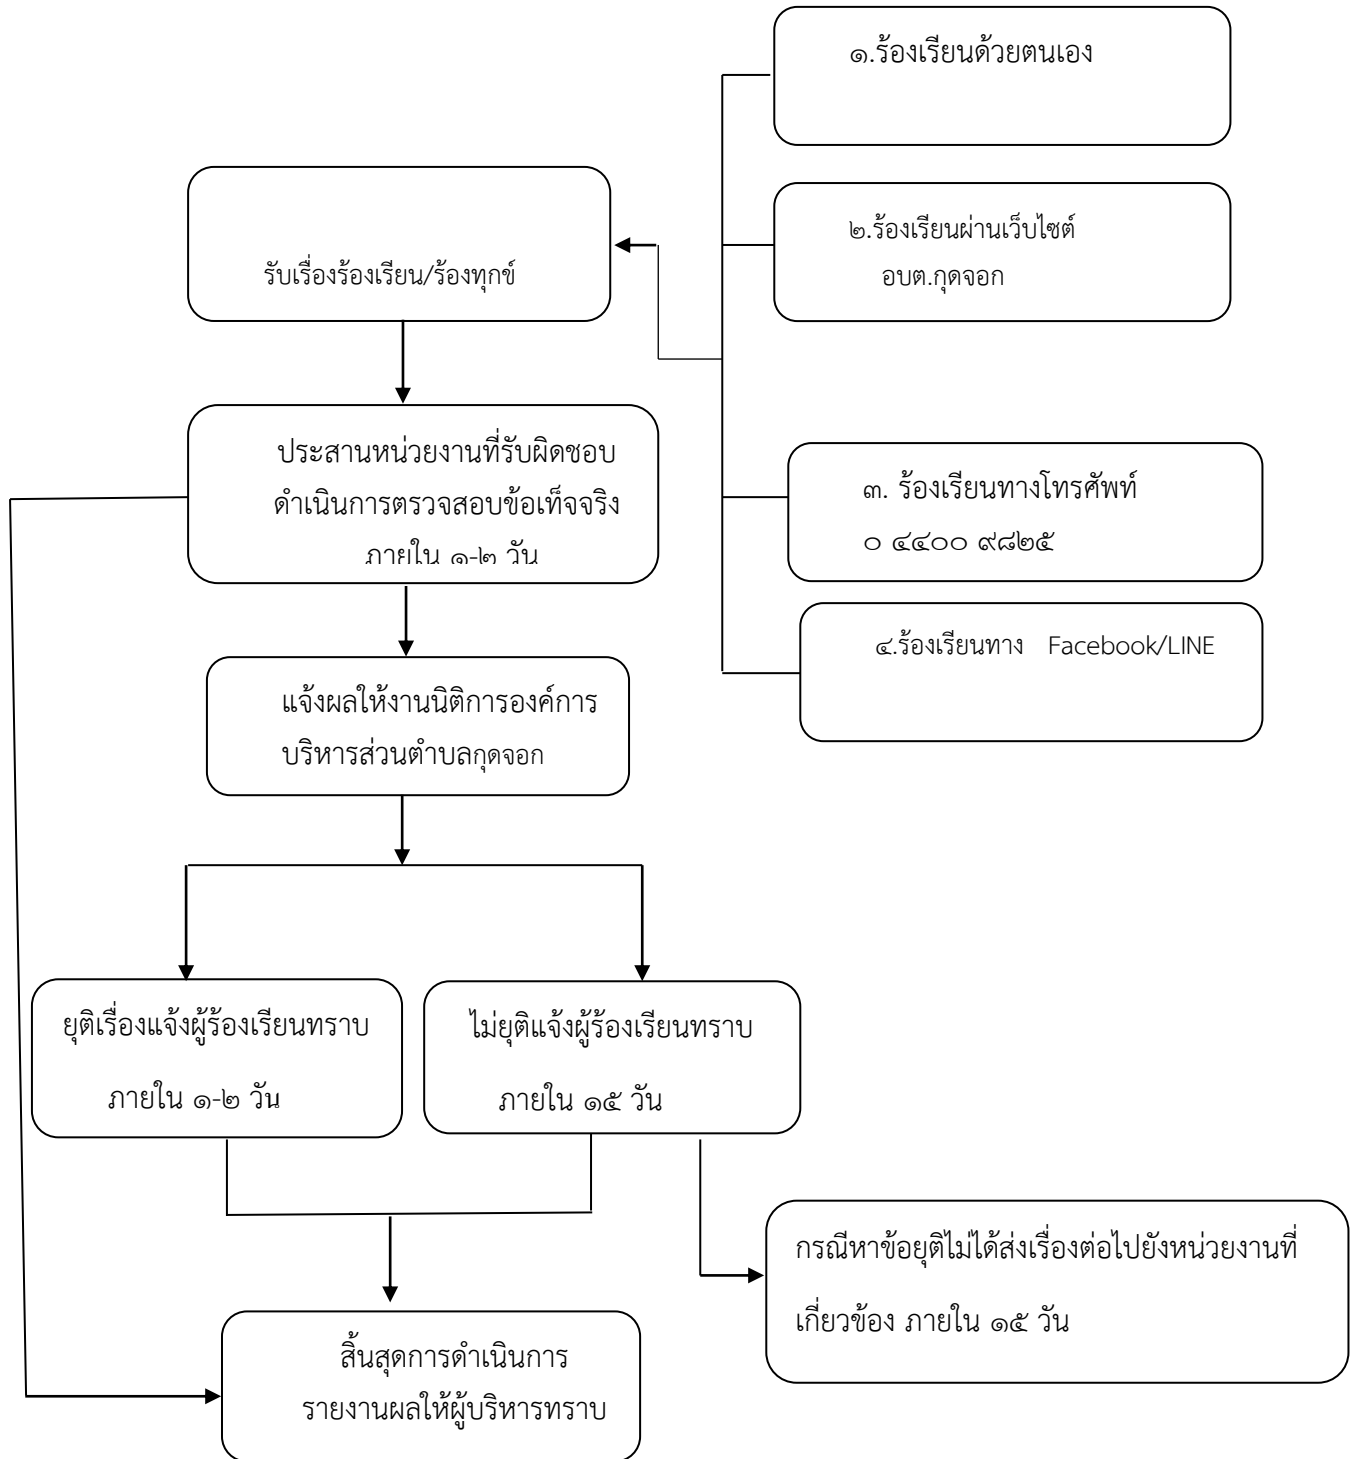 ๑.ร้องเรียนด้วยตนเอง
๒.ร้องเรียนผ่านเว็บไซต์
อบต.กุดจอก
รับเรื่องร้องเรียน/ร้องทุกข์
ประสานหน่วยงานที่รับผิดชอบ
ดำเนินการตรวจสอบข้อเท็จจริง
ภายใน ๑-๒ วัน
๓. ร้องเรียนทางโทรศัพท์
๐ ๔๔๐๐ ๙๘๒๕
๔.ร้องเรียนทาง Facebook/LINE
แจ้งผลให้งานนิติการองค์การ
บริหารส่วนตำบลกุดจอก
ยุติเรื่องแจ้งผู้ร้องเรียนทราบ
ภายใน ๑-๒ วัน
ไม่ยุติแจ้งผู้ร้องเรียนทราบ
ภายใน ๑๕ วัน
กรณีหาข้อยุติไม่ได้ส่งเรื่องต่อไปยังหน่วยงานที่
เกี่ยวข้อง ภายใน ๑๕ วัน
สิ้นสุดการดำเนินการ
รายงานผลให้ผู้บริหารทราบ